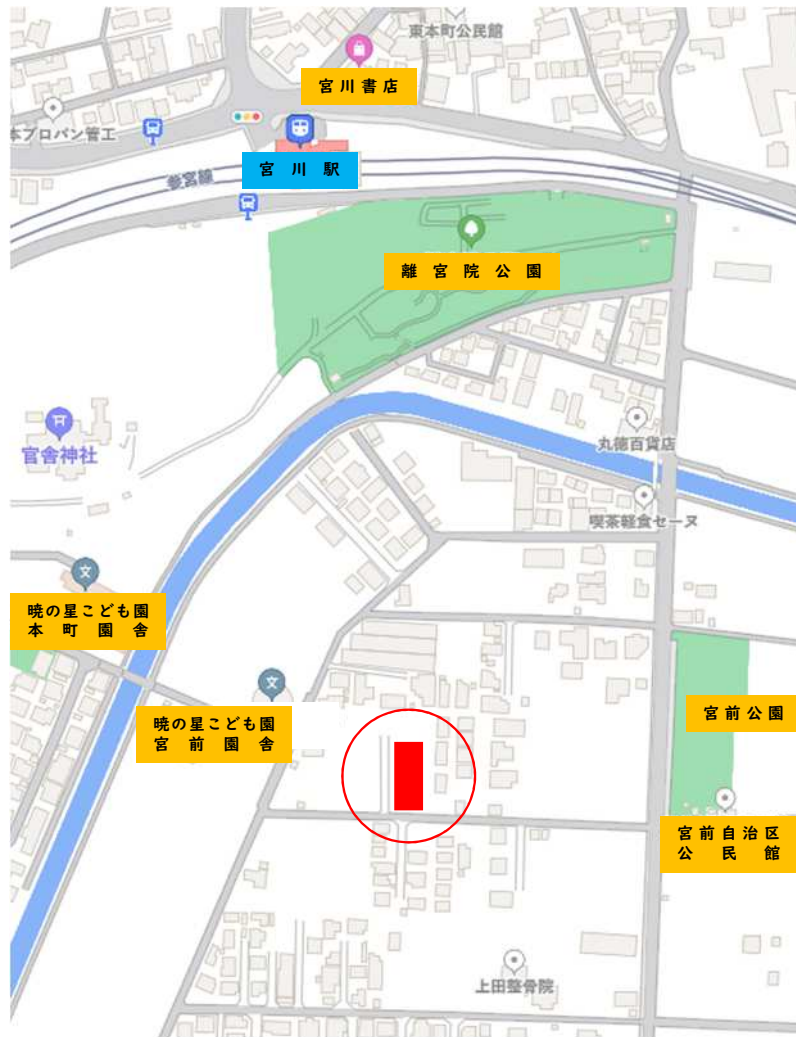 東本町公民館
宮川書店
本プロパン管工
宮川駅
参宮線
離宮院公園
官舎神社
丸徳百貨店
喫茶軽食セーヌ
暁の星こども園
本町園舎
暁の星こども園
宮前園舎
宮前公園
宮前自治区
公民館
上田整骨院